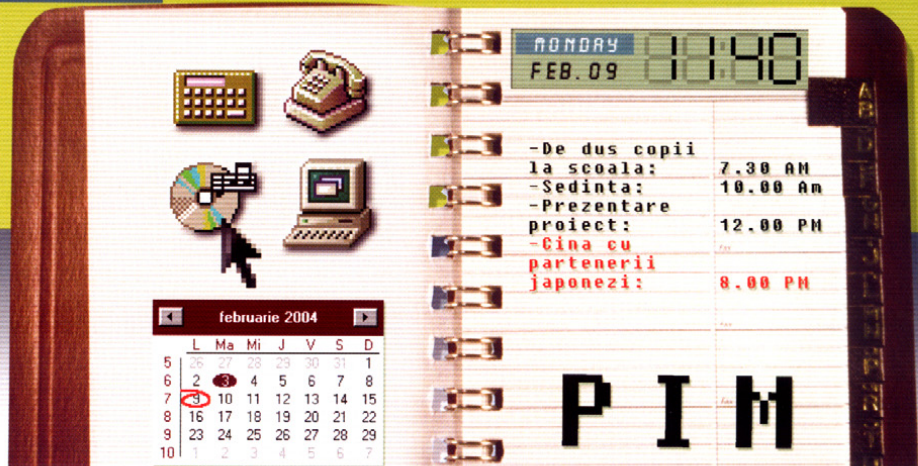 MONDAY
11:40
FEB.09
-De dus copii
la scoala: 7.30 AM
-Sedinta: 10.00 Am
-Prezentare
proiect: 12.00 PM
-Cina cu
partenerii
japonezi: 8.00 PM
februarie 2004
L Ma Mi J V S D
5 26 27 28 29 30 31 1
6 2 3 4 5 6 7 8
7 9 10 11 12 13 14 15
8 16 17 18 19 20 21 22
9 23 24 25 26 27 28 29
10 1 2 3 4 5 6 7
PIM